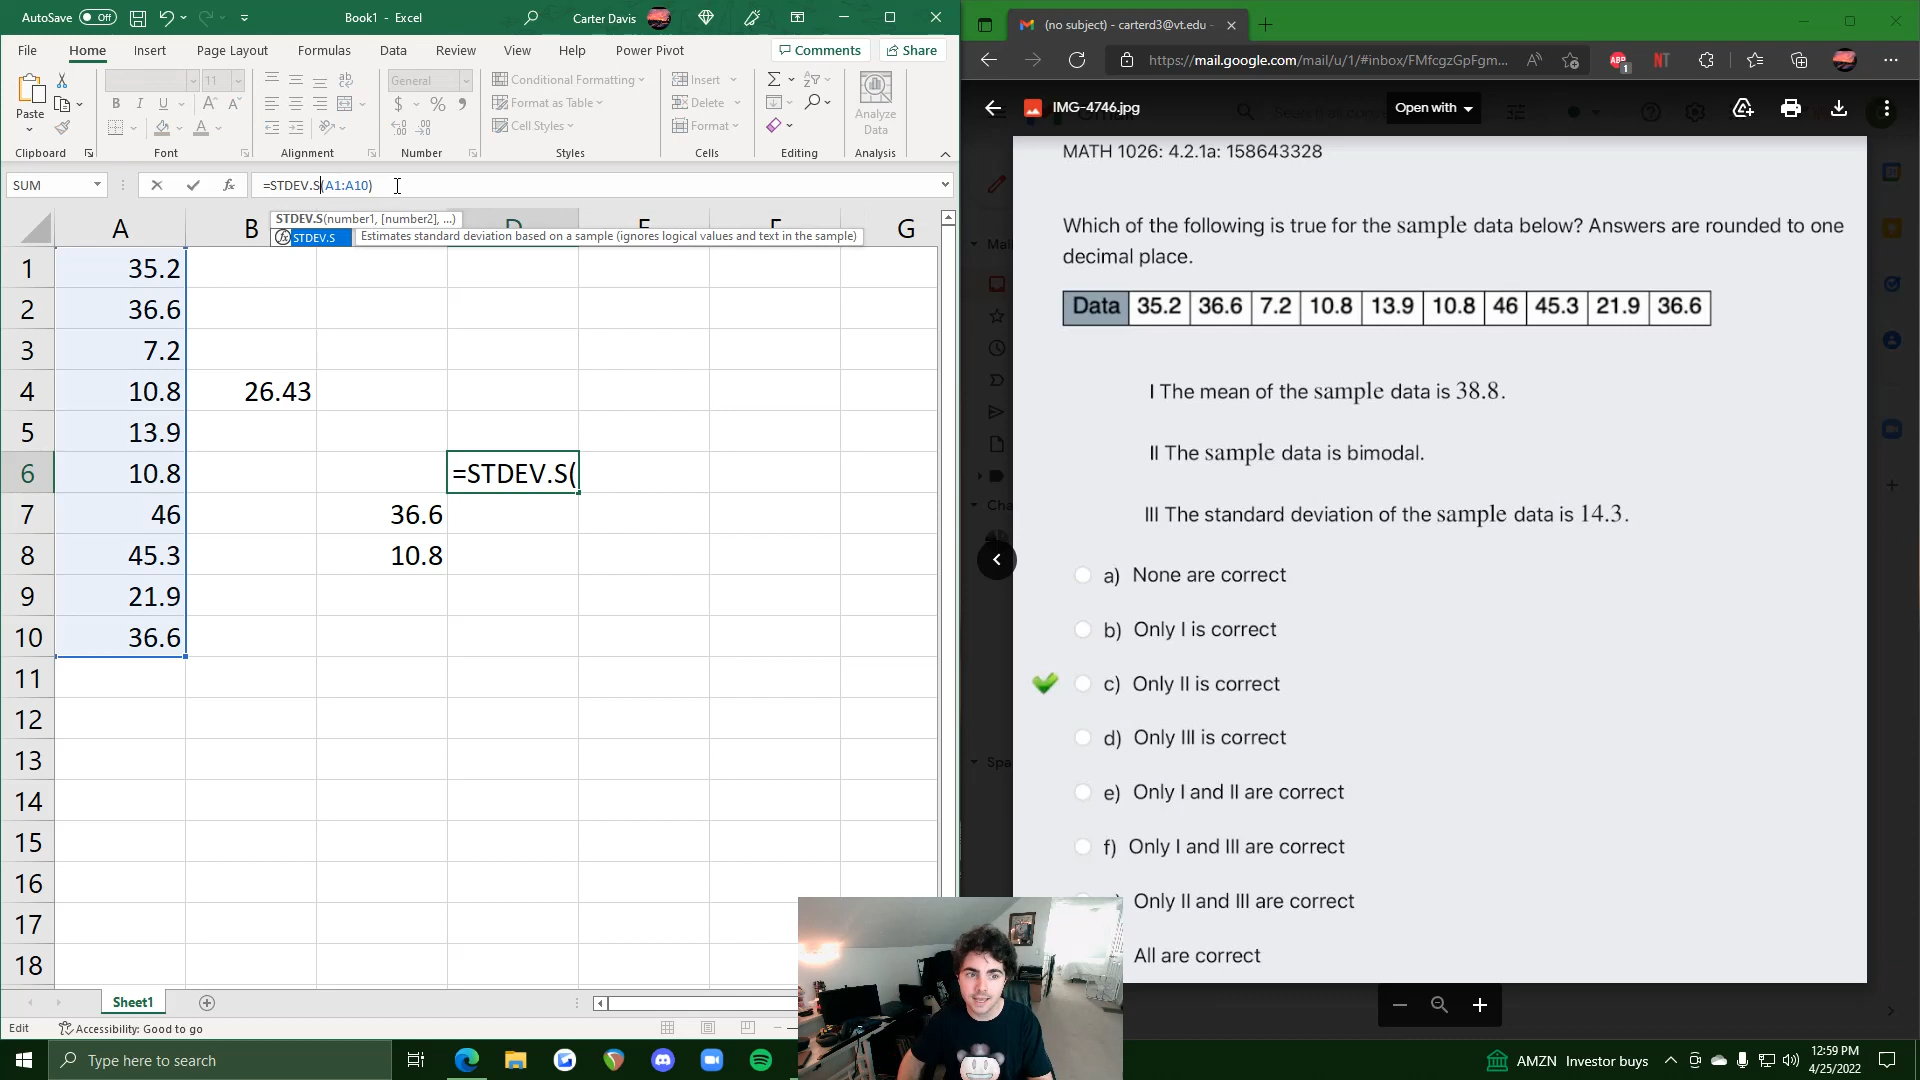 AutoSave Off Book1 - Excel Carter Davis
File Home Insert Page Layout Formulas Data Review View Help Power Pivot Comments Share
Paste
11
General
Conditional Formatting
Format as Table
Cell Styles
Insert
Delete
Format
Analyze
Data
Clipboard Font Alignment Number Styles Cells Editing Analysis
SUM =STDEV.S(A1:A10)
STDEV.S(number1, [number2], ...)
STDEV.S Estimates standard deviation based on a sample (ignores logical values and text in the sample)
A B D E F G
1 35.2
2 36.6
3 7.2
4 10.8 26.43
5 13.9
6 10.8 =STDEV.S(
7 46 36.6
8 45.3 10.8
9 21.9
10 36.6
11
12
13
14
15
16
17
18
Sheet1
Edit Accessibility: Good to go
(no subject) - carterd3@vt.edu -
https://mail.google.com/mail/u/1/#inbox/FMfcgzGpFgm...
IMG-4746.jpg Open with
MATH 1026: 4.2.1a: 158643328
Which of the following is true for the sample data below? Answers are rounded to one
decimal place.
Data 35.2 36.6 7.2 10.8 13.9 10.8 46 45.3 21.9 36.6
I The mean of the sample data is 38.8.
II The sample data is bimodal.
III The standard deviation of the sample data is 14.3.
a) None are correct
b) Only I is correct
c) Only II is correct
d) Only III is correct
e) Only I and II are correct
f) Only I and III are correct
Only II and III are correct
All are correct
Type here to search
AMZN Investor buys
12:59 PM
4/25/2022